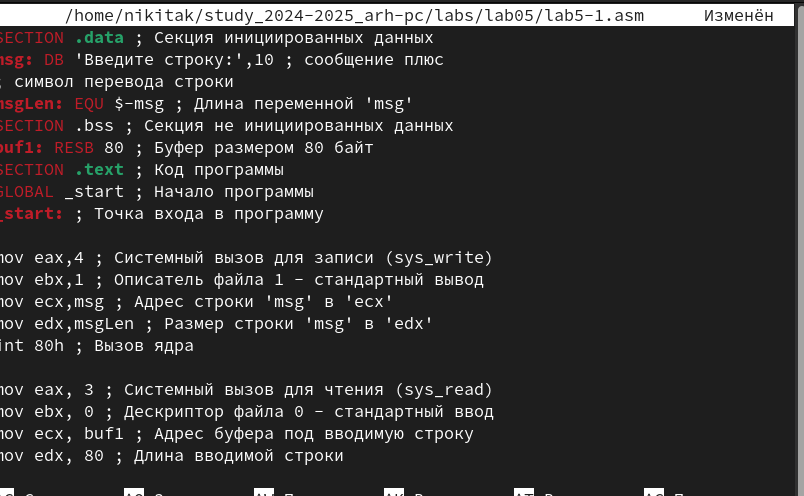 /home/nikitak/study_2024-2025_arh-pc/labs/lab05/lab5-1.asm Изменён
SECTION .data ; Секция инициированных данных
msg: DB 'Введите строку:',10 ; сообщение плюс
; символ перевода строки
msgLen: EQU $-msg ; Длина переменной 'msg'
SECTION .bss ; Секция не инициированных данных
buf1: RESB 80 ; Буфер размером 80 байт
SECTION .text ; Код программы
GLOBAL _start ; Начало программы
_start: ; Точка входа в программу
mov eax,4 ; Системный вызов для записи (sys_write)
mov ebx,1 ; Описатель файла 1 - стандартный вывод
mov ecx,msg ; Адрес строки 'msg' в 'ecx'
mov edx,msgLen ; Размер строки 'msg' в 'edx'
int 80h ; Вызов ядра
mov eax, 3 ; Системный вызов для чтения (sys_read)
mov ebx, 0 ; Дескриптор файла 0 - стандартный ввод
mov ecx, buf1 ; Адрес буфера под вводимую строку
mov edx, 80 ; Длина вводимой строки